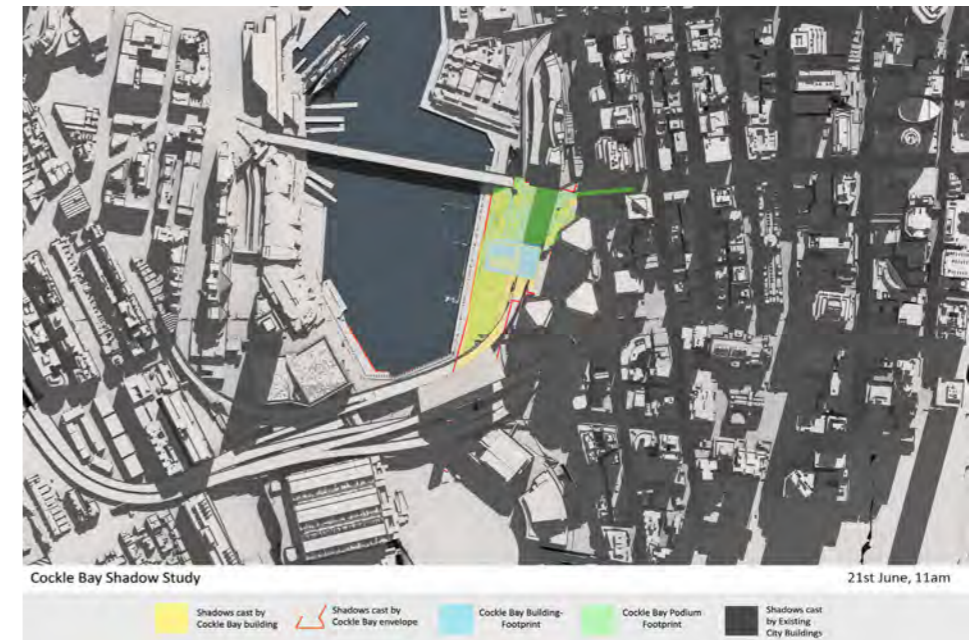 Cockle Bay Shadow Study
21st June, 11am
Shadows cast by
Cockle Bay building
Shadows cast by
Cockle Bay envelope
Cockle Bay Building-
Footprint
Cockle Bay Podium
Footprint
Shadows cast
by Existing
City Buildings